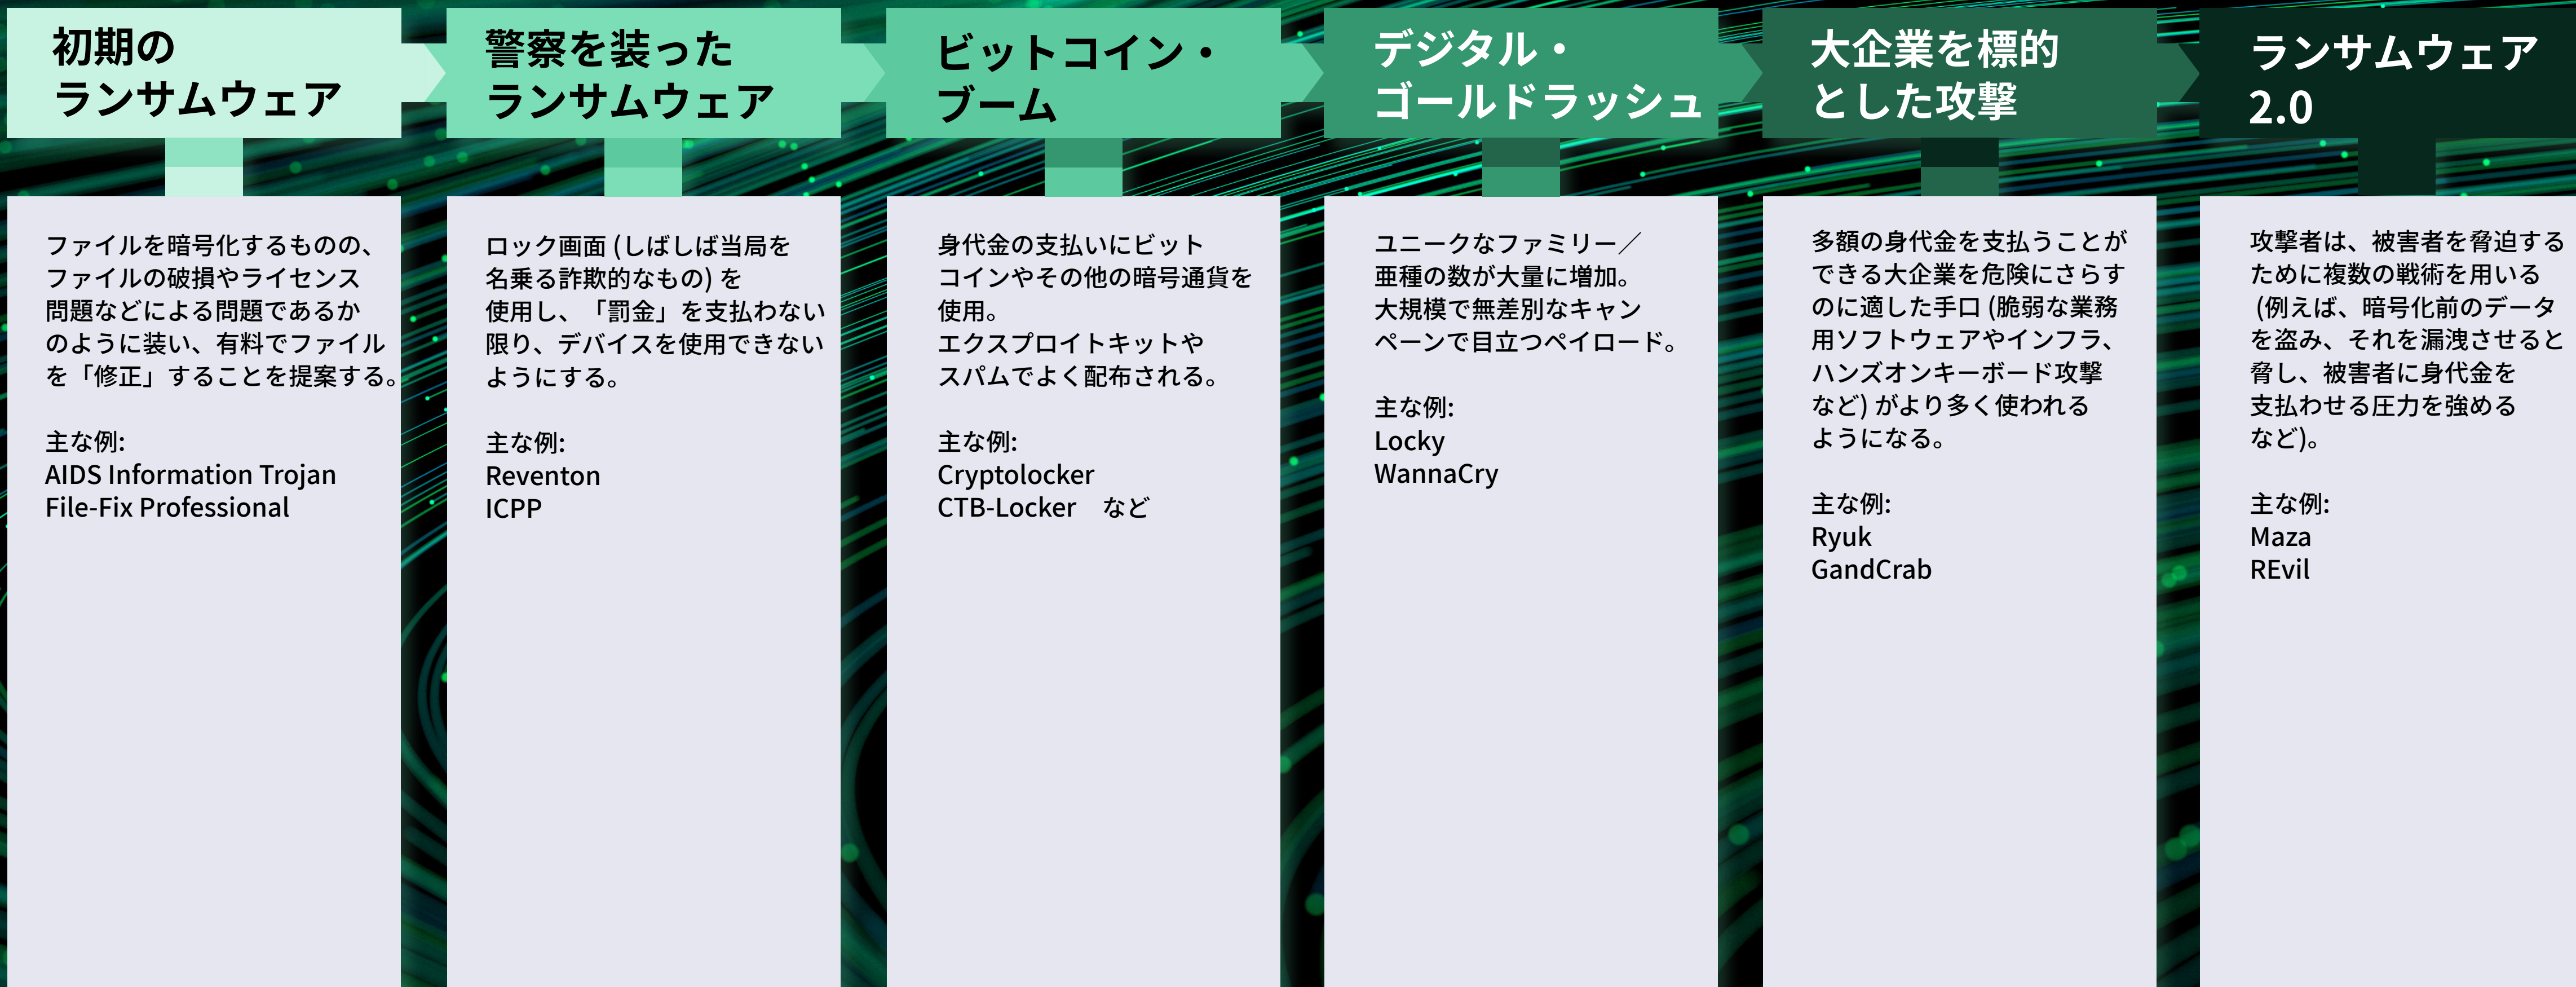 初期の
ランサムウェア
ファイルを暗号化するものの、
ファイルの破損やライセンス
問題などによる問題であるか
のように装い、有料でファイル
を「修正」することを提案する。
主な例:
AIDS Information Trojan
File-Fix Professional
警察を装った
ランサムウェア
ロック画面 (しばしば当局を
名乗る詐欺的なもの) を
使用し、「罰金」を支払わない
限り、デバイスを使用できない
ようにする。
主な例:
Reventon
ICPP
ビットコイン・
ブーム
身代金の支払いにビット
コインやその他の暗号通貨を
使用。
エクスプロイトキットや
スパムでよく配布される。
主な例:
Cryptolocker
CTB-Locker　など
デジタル・
ゴールドラッシュ
ユニークなファミリー／
亜種の数が大量に増加。
大規模で無差別なキャン
ペーンで目立つペイロード。
主な例:
Locky
WannaCry
大企業を標的
とした攻撃
多額の身代金を支払うことが
できる大企業を危険にさらす
のに適した手口 (脆弱な業務
用ソフトウェアやインフラ、
ハンズオンキーボード攻撃
など) がより多く使われる
ようになる。
主な例:
Ryuk
GandCrab
ランサムウェア
2.0
攻撃者は、被害者を脅迫する
ために複数の戦術を用いる
(例えば、暗号化前のデータ
を盗み、それを漏洩させると
脅し、被害者に身代金を
支払わせる圧力を強める
など)。
主な例:
Maza
REvil